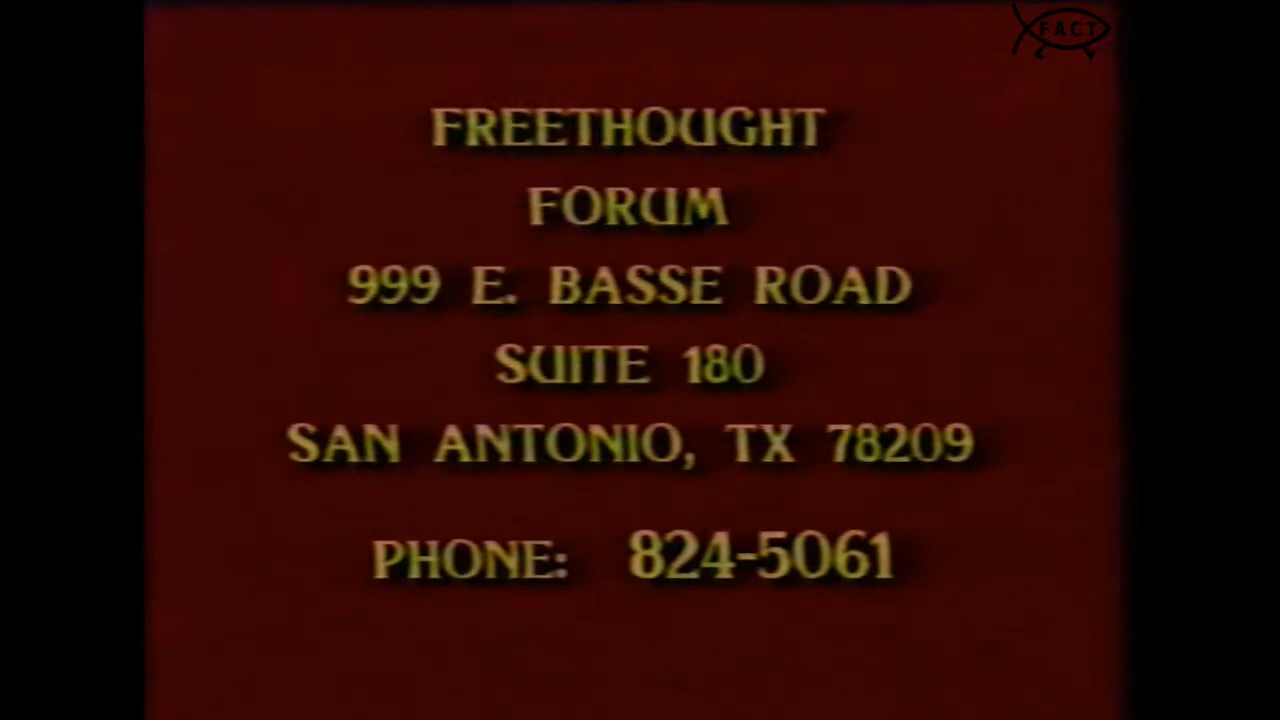 FACT
FREETHOUGHT
FORUM
999 E. BASSE ROAD
SUITE 180
SAN ANTONIO, TX 78209
PHONE: 824-5061